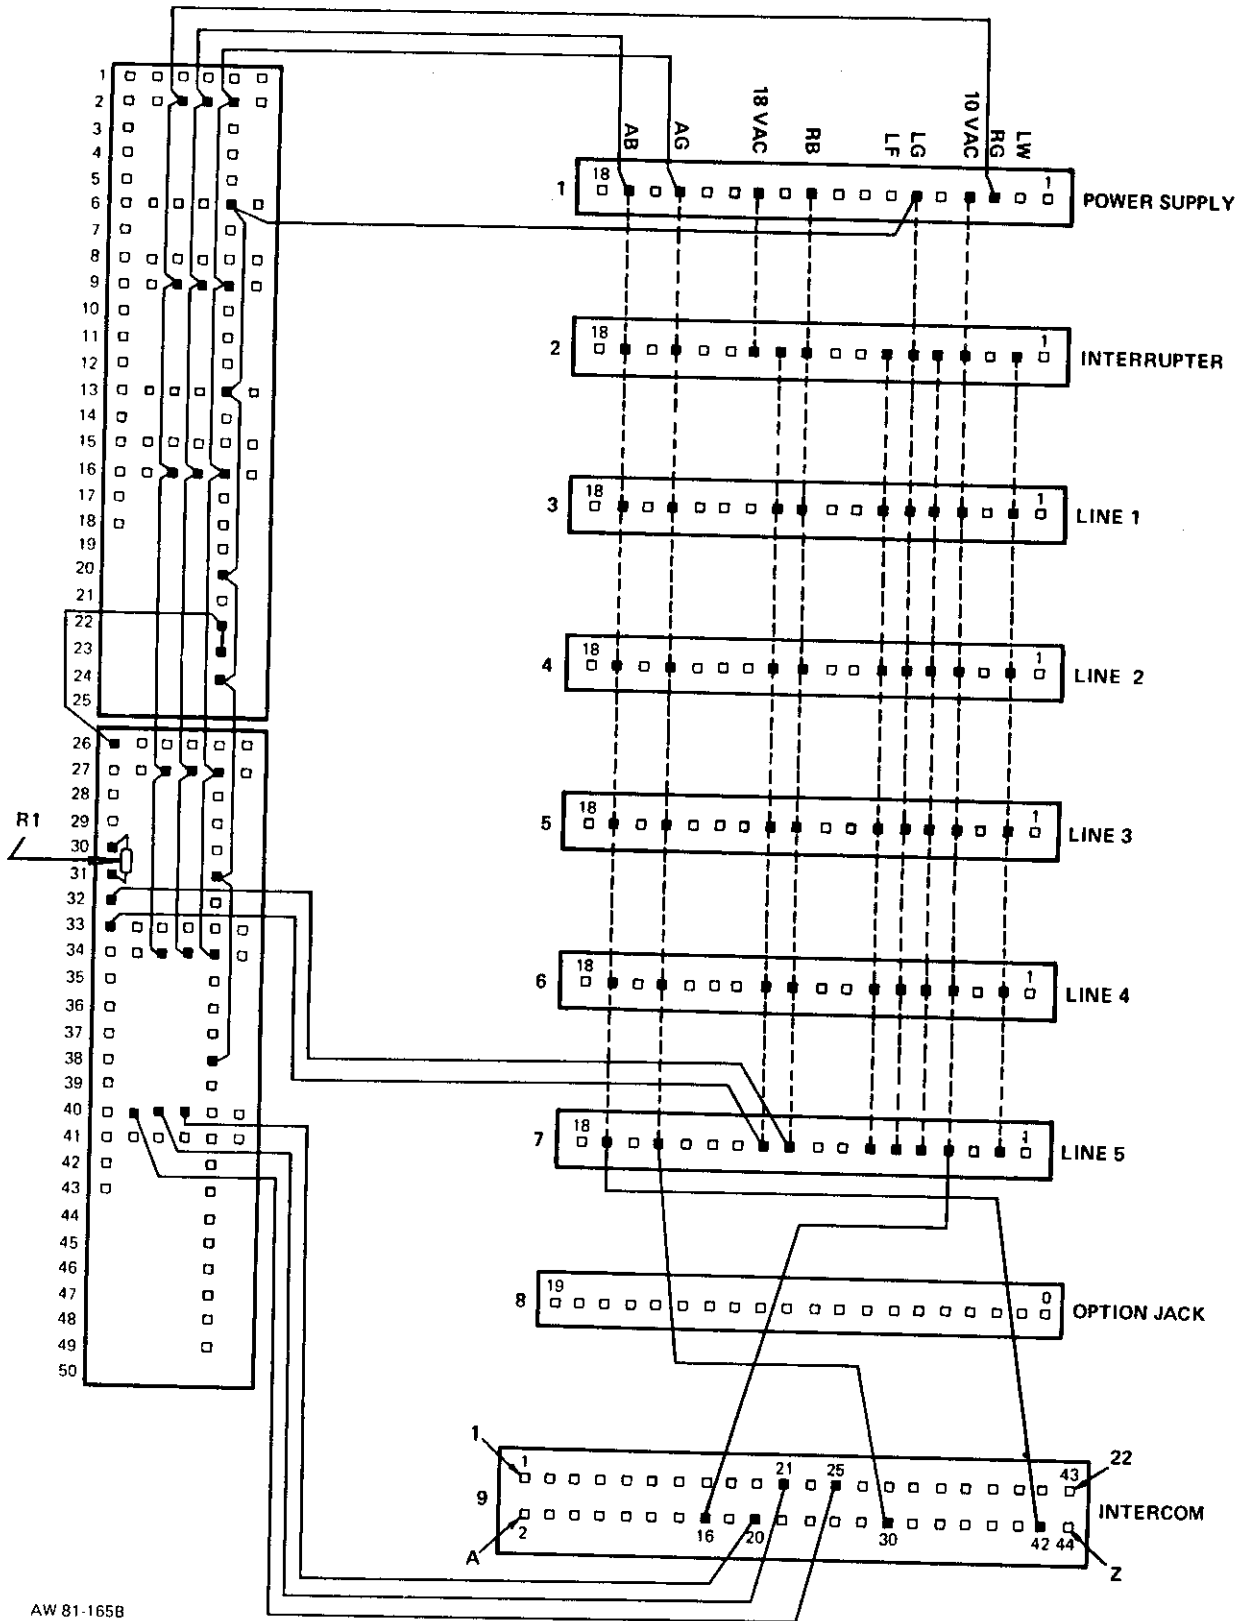 AB
AG
18 VAC
RB
LF
LG
10 VAC
RG
LW
1
2
3
4
5
6
7
8
9
10
11
12
13
14
15
16
17
18
19
20
21
22
23
24
25
26
27
28
29
30
31
32
33
34
35
36
37
38
39
40
41
42
43
44
45
46
47
48
49
50
R1
1 18 1 POWER SUPPLY
2 18 1 INTERRUPTER
3 18 1 LINE 1
4 18 1 LINE 2
5 18 1 LINE 3
6 18 1 LINE 4
7 18 1 LINE 5
8 19 0 OPTION JACK
1 1 21 25 43 22
9 INTERCOM
A 2 16 20 30 42 44 Z
AW 81-165B